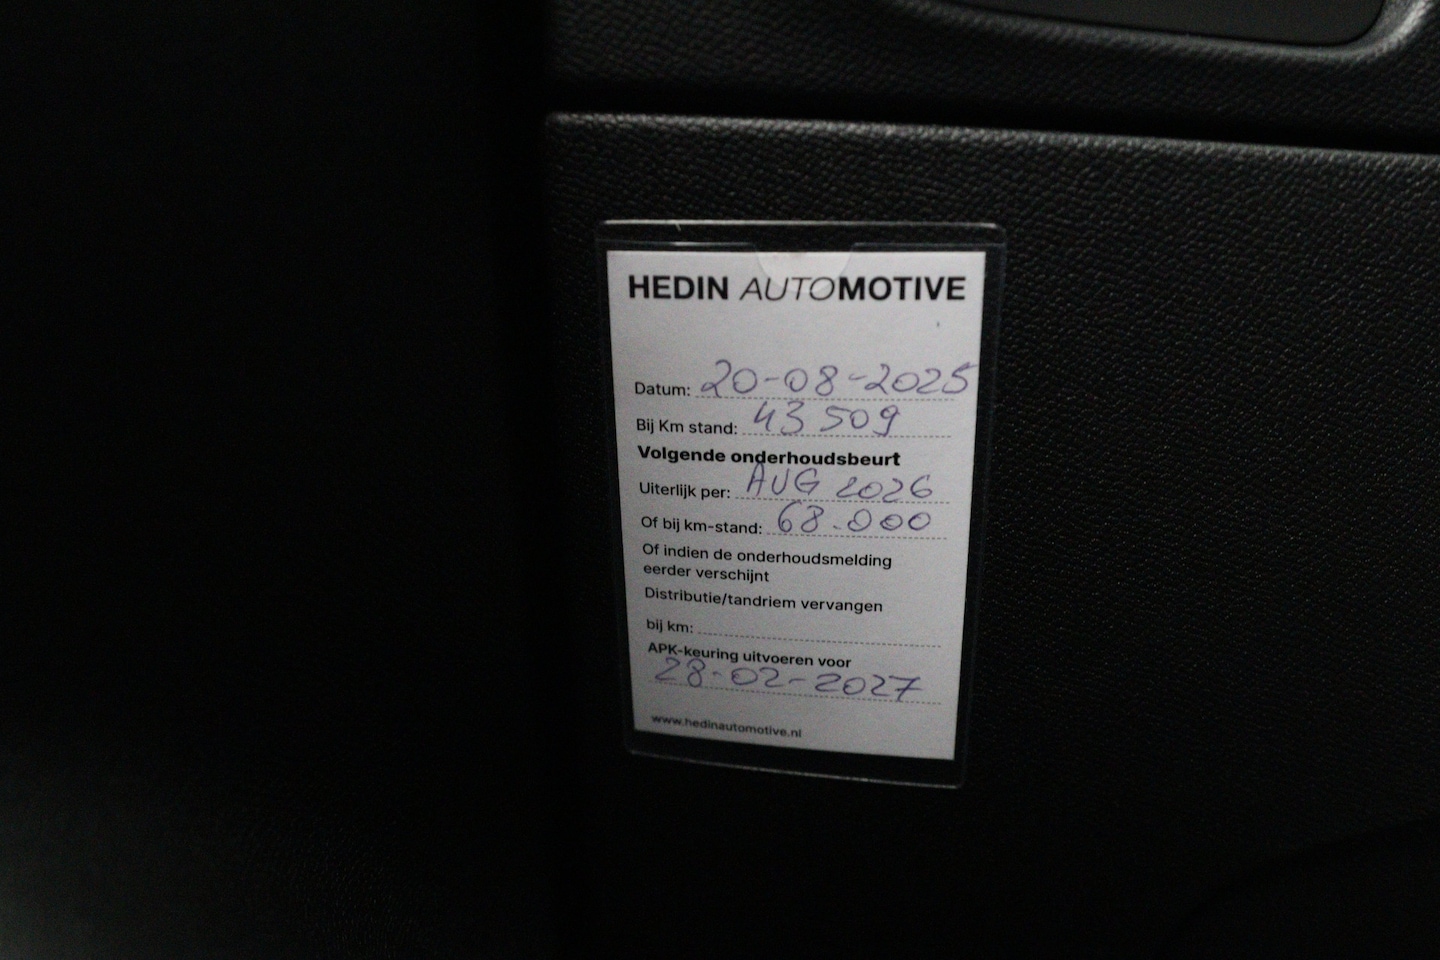 HEDIN AUTOMOTIVE
Datum: 20-08-2025
Bij Km stand: 43 509
Volgende onderhoudsbeurt
Uiterlijk per: AUG 2026
Of bij km-stand: 68.000
Of indien de onderhoudsmelding
eerder verschijnt
Distributie/tandriem vervangen
bij km:
APK-keuring uitvoeren voor
28-02-2027
www.hedinautomotive.nl